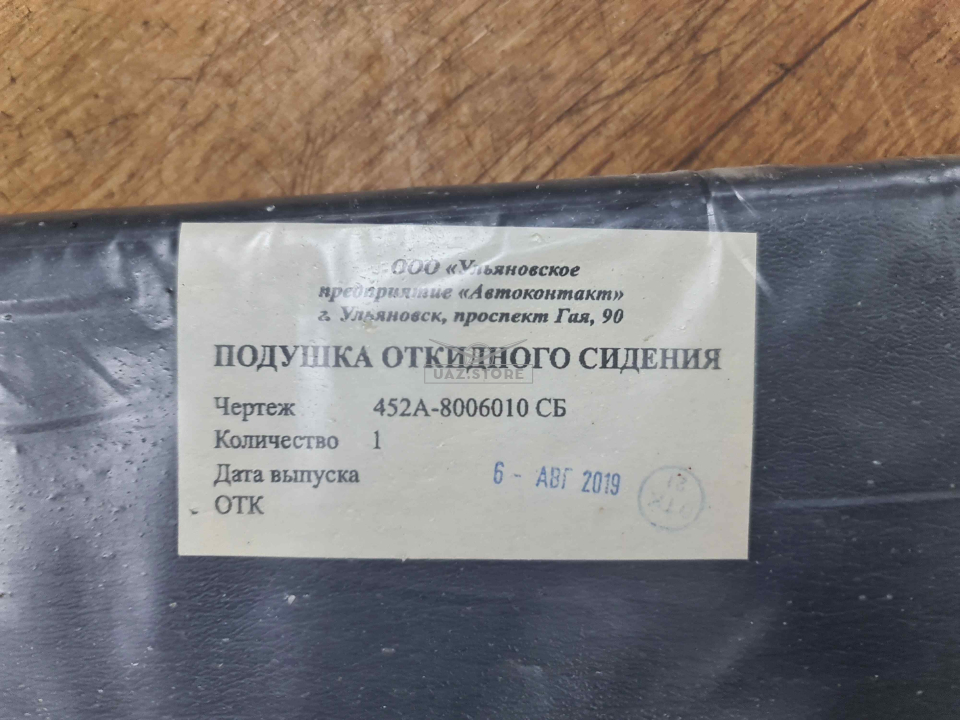 ООО «Ульяновское
предприятие «Автоконтакт»
г. Ульяновск, проспект Гая, 90
ПОДУШКА ОТКИДНОГО СИДЕНИЯ
UAZ.STORE
Чертеж 452А-8006010 СБ
Количество 1
Дата выпуска 6 - АВГ 2019
ОТК
ОТК